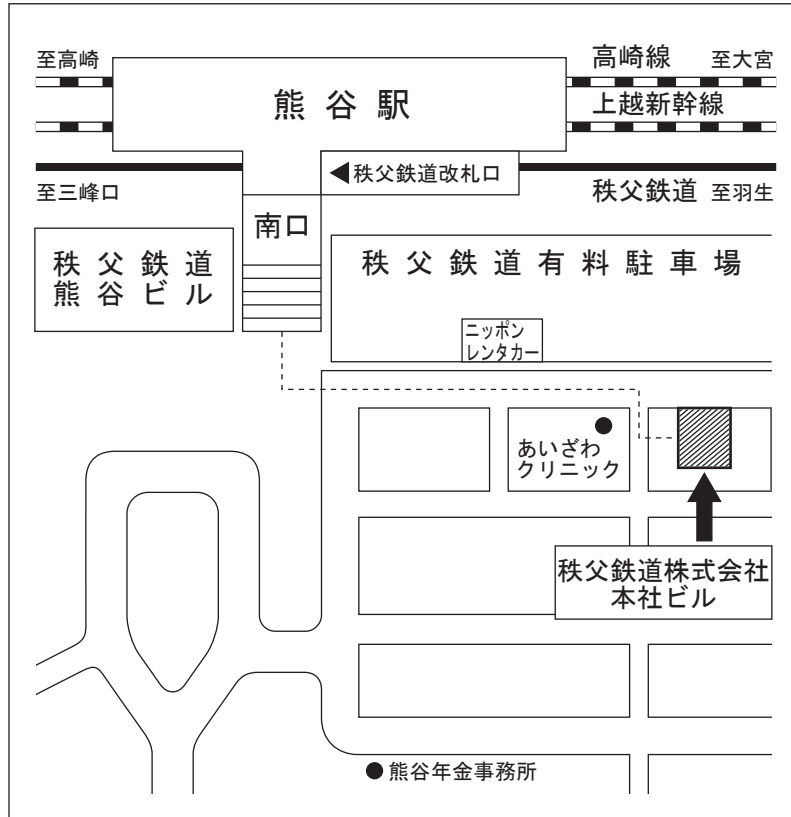 至高崎
高崎線
至大宮
熊谷駅
上越新幹線
秩父鉄道改札口
至三峰口
秩父鉄道
至羽生
南口
秩父鉄道
熊谷ビル
秩父鉄道有料駐車場
ニッポン
レンタカー
あいざわ
クリニック
秩父鉄道株式会社
本社ビル
熊谷年金事務所